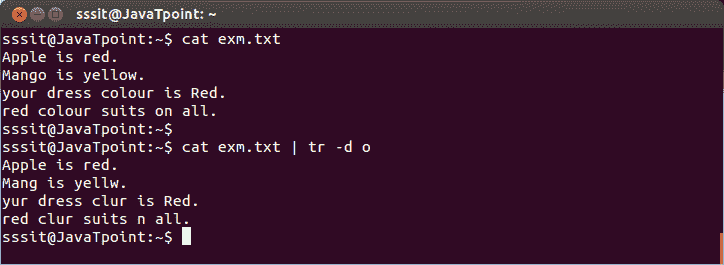 sssit@JavaTpoint: ~
sssit@JavaTpoint:~$ cat exm.txt
Apple is red.
Mango is yellow.
your dress colour is Red.
red colour suits on all.
sssit@JavaTpoint:~$
sssit@JavaTpoint:~$ cat exm.txt | tr -d o
Apple is red.
Mang is yellw.
yur dress clur is Red.
red clur suits n all.
sssit@JavaTpoint:~$